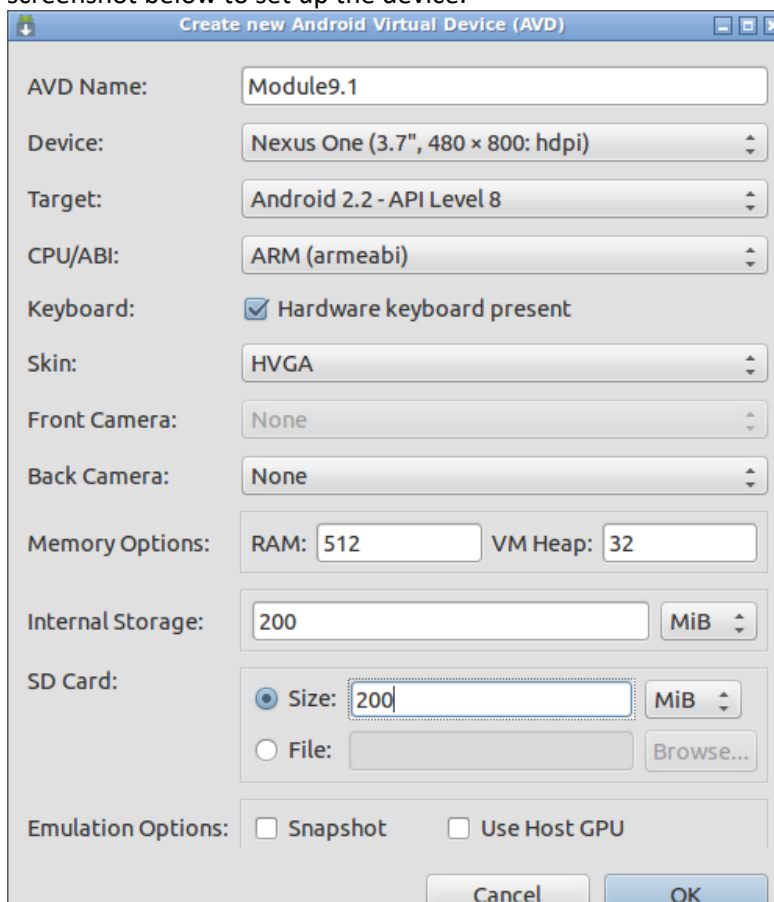 screenshot below to set up the device.
Create new Android Virtual Device (AVD)
AVD Name: Module9.1
Device: Nexus One (3.7", 480 × 800: hdpi)
Target: Android 2.2 - API Level 8
CPU/ABI: ARM (armeabi)
Keyboard: Hardware keyboard present
Skin: HVGA
Front Camera: None
Back Camera: None
Memory Options: RAM: 512 VM Heap: 32
Internal Storage: 200 MiB
SD Card:
Size: 200 MiB
File: Browse...
Emulation Options: Snapshot Use Host GPU
Cancel OK